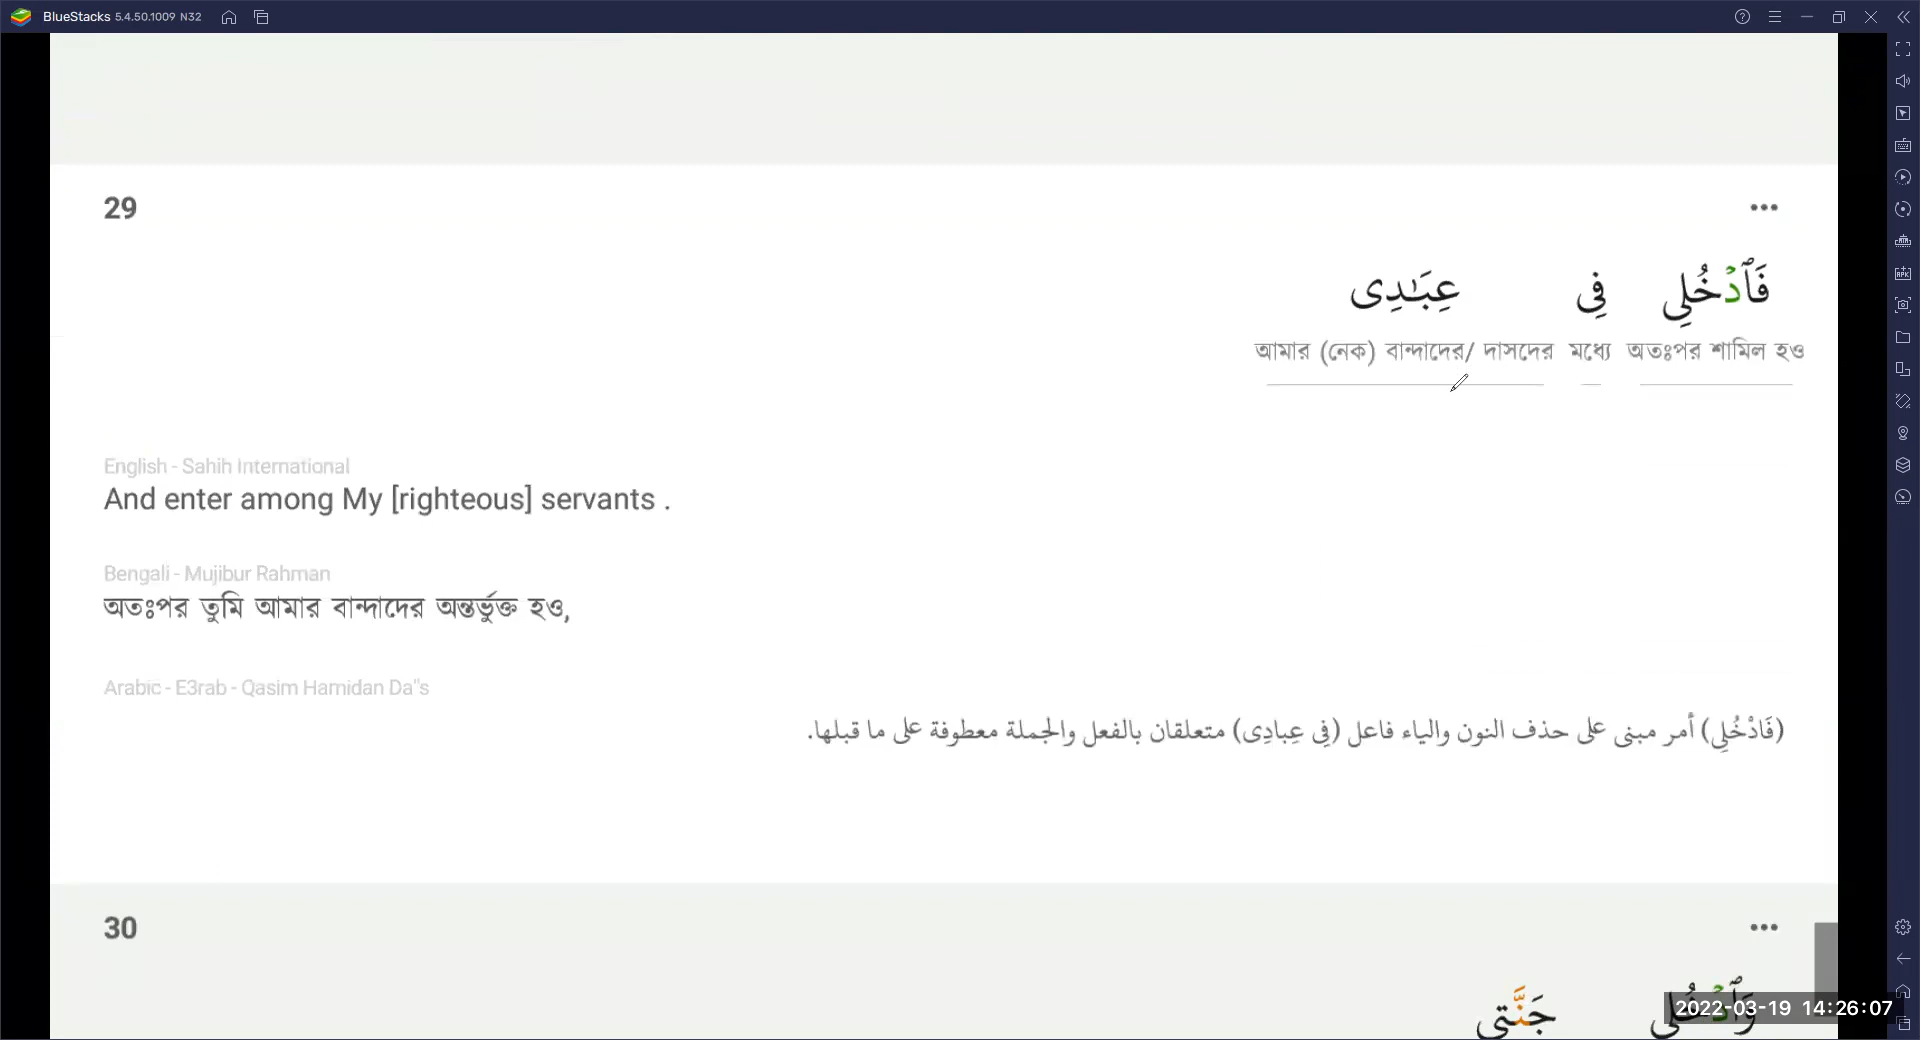 BlueStacks 5.4.50.1009 N32
29
فَٱدْخُلِي فِي عِبَـٰدِي
অতঃপর শামিল হও মধ্যে আমার (নেক) বান্দাদের/ দাসদের
English - Sahih International
And enter among My [righteous] servants .
Bengali - Mujibur Rahman
অতঃপর তুমি আমার বান্দাদের অন্তর্ভুক্ত হও,
Arabic - E3rab - Qasim Hamidan Da"s
(فَادْخُلِي) أمر مبني على حذف النون والياء فاعل (فِي عِبادِي) متعلقان بالفعل والجملة معطوفة على ما قبلها.
30
وَٱدْخُلِي جَنَّتِي
2022-03-19 14:26:07